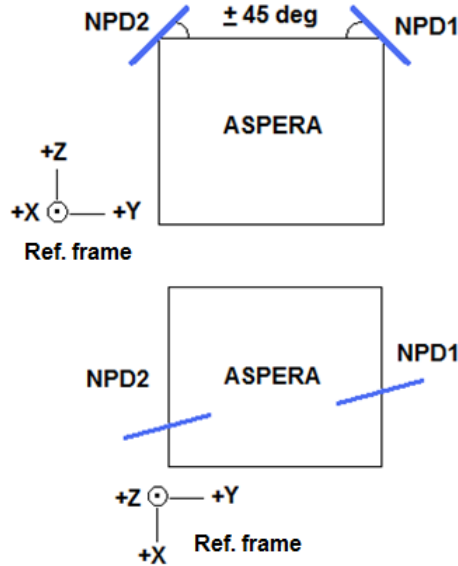 NPD2
± 45 deg
NPD1
ASPERA
+Z
+X
+Y
Ref. frame
NPD1
NPD2
ASPERA
+Z
+Y
+X
Ref. frame